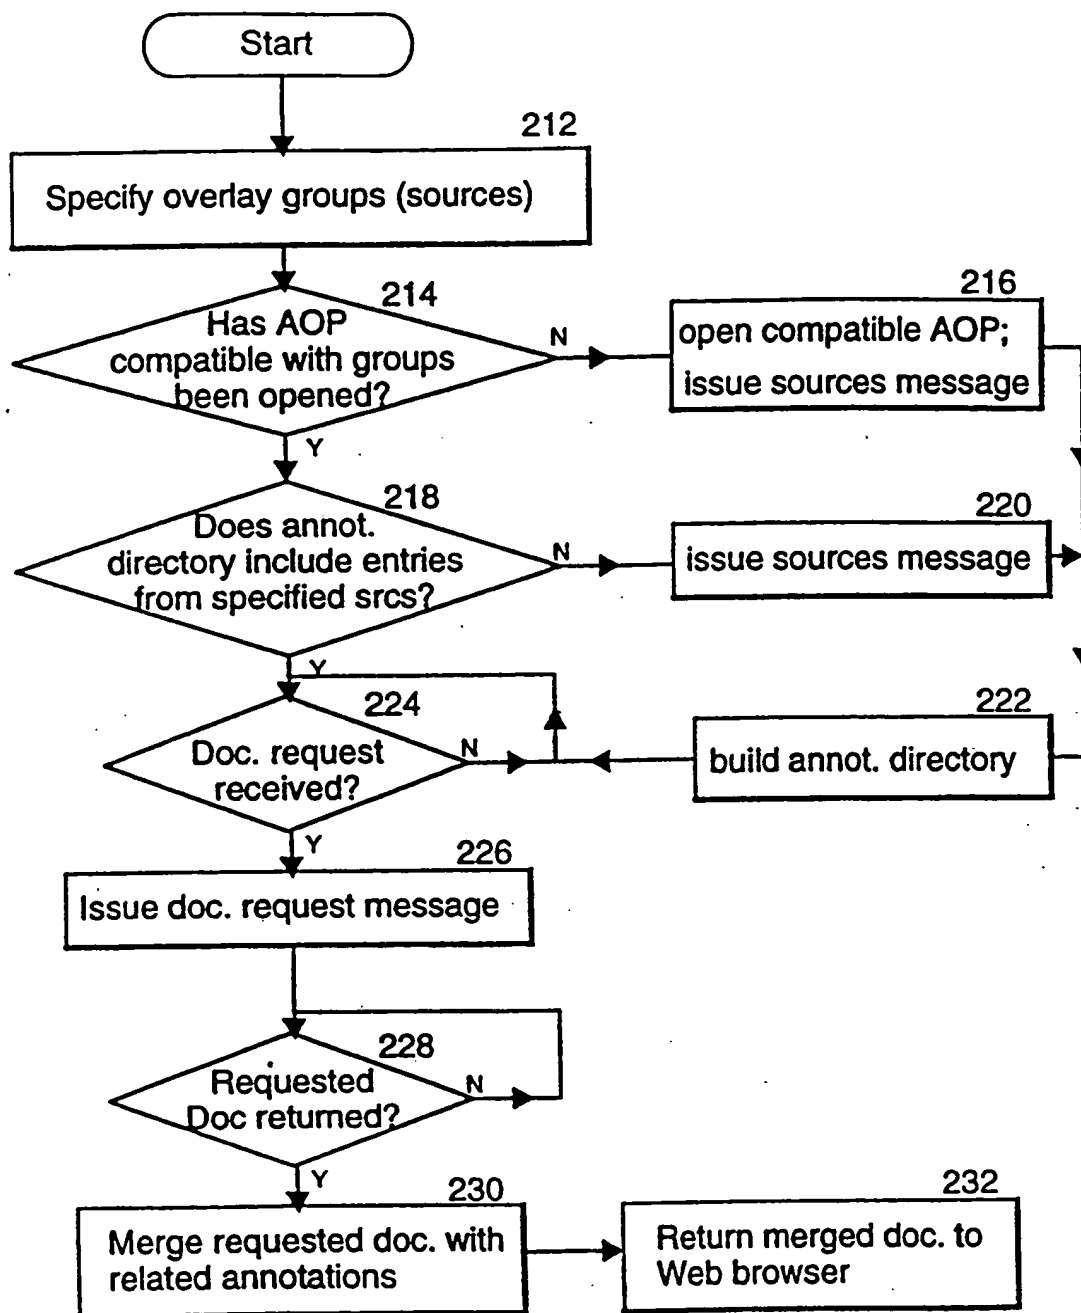 Start
212
Specify overlay groups (sources)
214
Has AOP
compatible with groups
been opened?
N
Y
216
open compatible AOP;
issue sources message
218
Does annot.
directory include entries
from specified srcs?
N
Y
220
issue sources message
222
build annot. directory
224
Doc. request
received?
N
Y
226
Issue doc. request message
228
Requested
Doc returned?
N
Y
230
Merge requested doc. with
related annotations
232
Return merged doc. to
Web browser